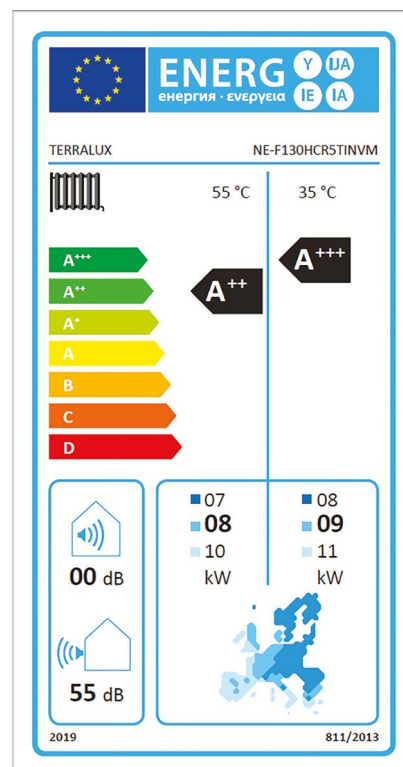 ENERG Y IJA
енергия · ενεργεια IE IA
TERRALUX NE-F130HCR5TINVM
55 °C 35 °C
A+++
A+++
A++
A++
A+
A
B
C
D
07 08
08 09
10 11
kW kW
00 dB
55 dB
2019 811/2013